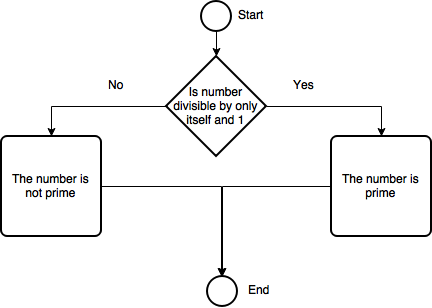 Start
No
Is number
divisible by only
itself and 1
Yes
The number is
not prime
The number is
prime
End